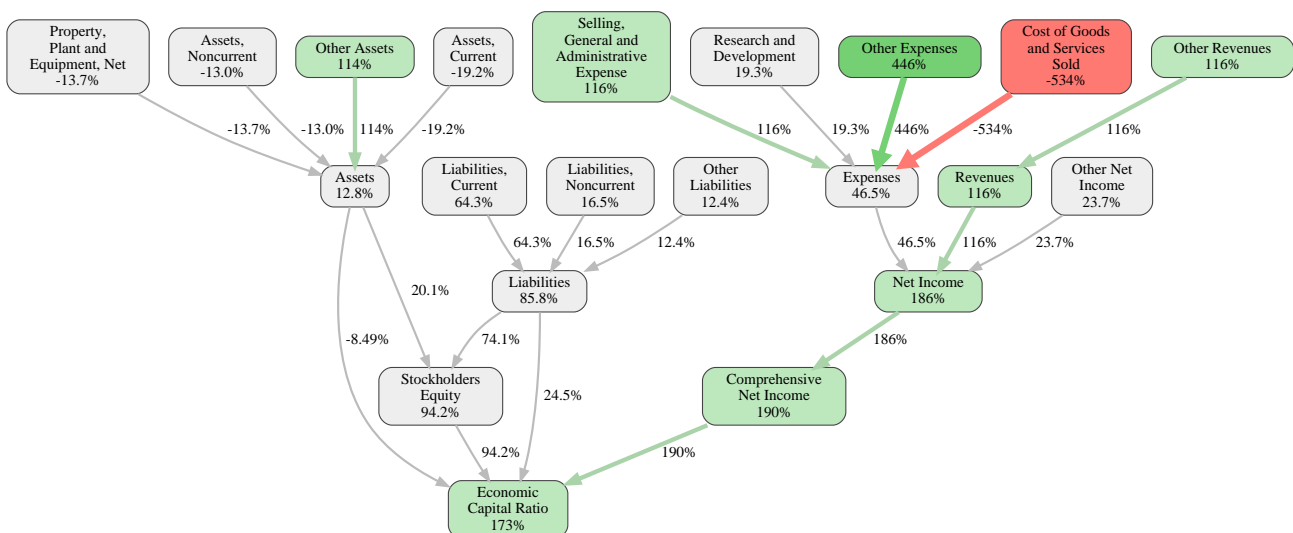 Property,
Plant and
Equipment, Net
-13.7%
Assets,
Noncurrent
-13.0%
Other Assets
114%
Assets,
Current
-19.2%
Selling,
General and
Administrative
Expense
116%
Research and
Development
19.3%
Other Expenses
446%
Cost of Goods
and Services
Sold
-534%
Other Revenues
116%
-13.7%
-13.0%
114%
-19.2%
116%
19.3%
446%
-534%
116%
Assets
12.8%
Liabilities,
Current
64.3%
Liabilities,
Noncurrent
16.5%
Other
Liabilities
12.4%
Expenses
46.5%
Revenues
116%
Other Net
Income
23.7%
64.3%
16.5%
12.4%
46.5%
116%
23.7%
20.1%
Liabilities
85.8%
Net Income
186%
-8.49%
74.1%
186%
Stockholders
Equity
94.2%
24.5%
Comprehensive
Net Income
190%
94.2%
190%
Economic
Capital Ratio
173%